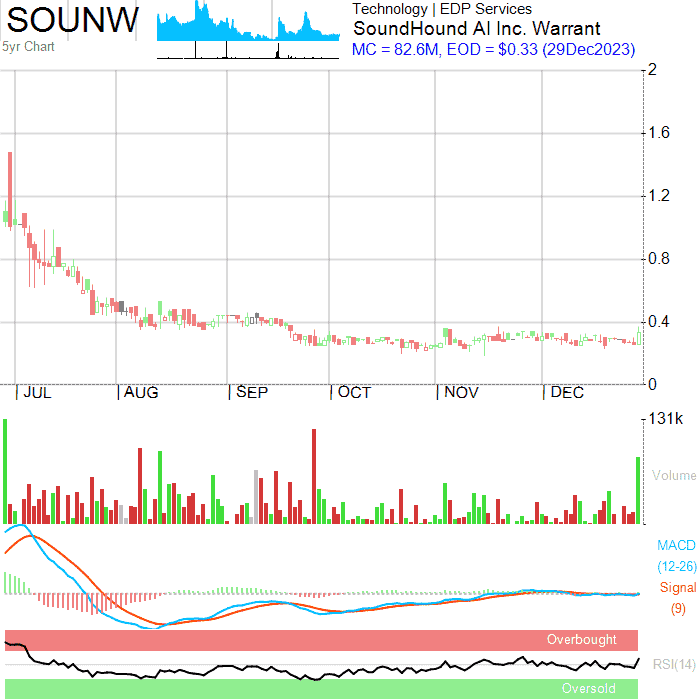 SOUNW
5yr Chart
Technology | EDP Services
SoundHound AI Inc. Warrant
MC = 82.6M, EOD = $0.33 (29Dec2023)
2
1.6
1.2
0.8
0.4
0
JUL AUG SEP OCT NOV DEC
131k
Volume
MACD
(12-26)
Signal
(9)
Overbought
RSI(14)
Oversold